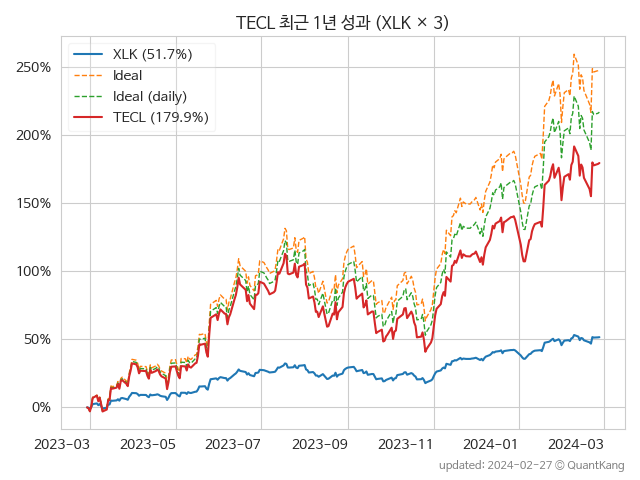 TECL 최근 1년 성과 (XLK × 3)
XLK (51.7%)
Ideal
Ideal (daily)
TECL (179.9%)
250%
200%
150%
100%
50%
0%
2023-03 2023-05 2023-07 2023-09 2023-11 2024-01 2024-03
updated: 2024-02-27 © QuantKang